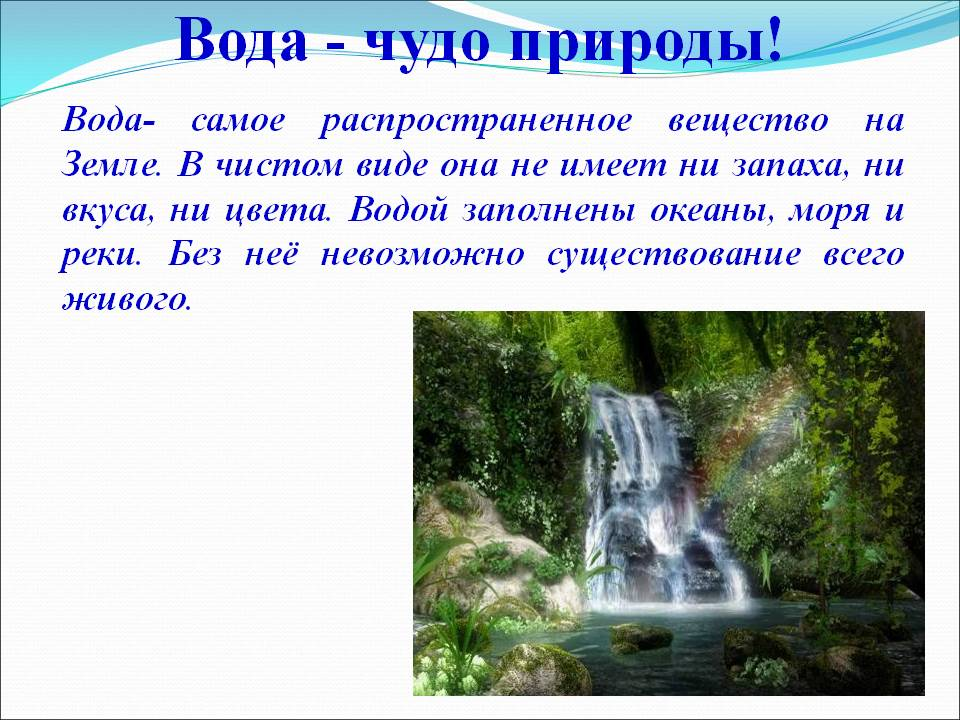 Вода - чудо природы!
Вода- самое распространенное вещество на
Земле. В чистом виде она не имеет ни запаха, ни
вкуса, ни цвета. Водой заполнены океаны, моря и
реки. Без неё невозможно существование всего
живого.